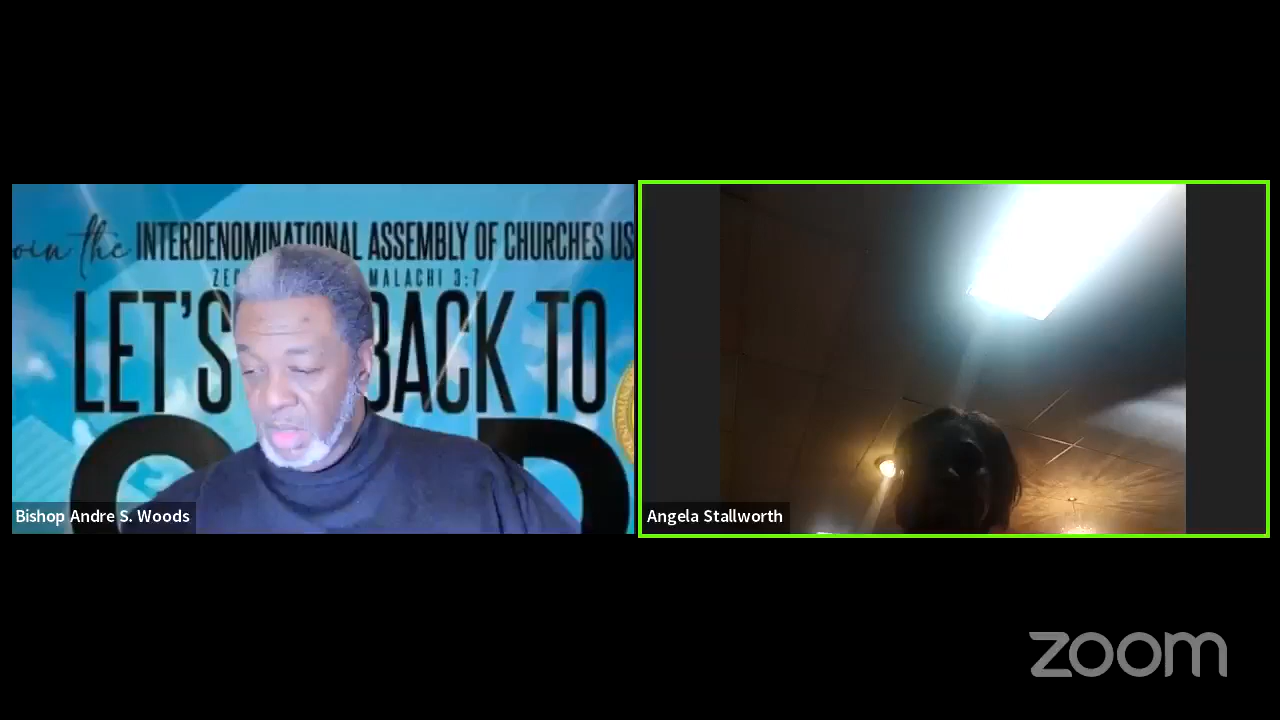 oin the INTERDENOMINATIONAL ASSEMBLY OF CHURCHES US
MALACHI 3:7
LET'S BACK TO
Bishop Andre S. Woods
Angela Stallworth
zoom